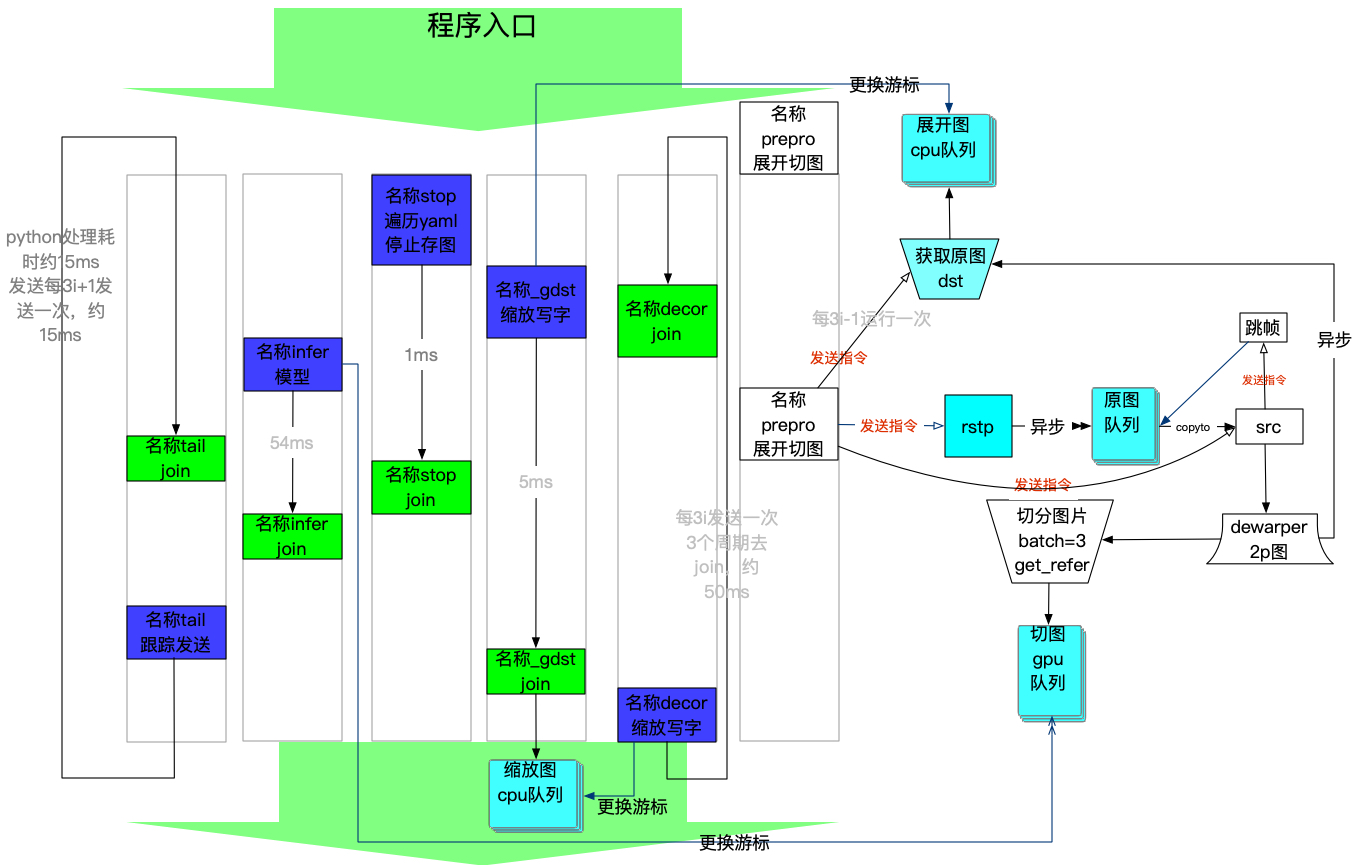 程序入口
更换游标
名称
prepro
展开切图
展开图
cpu队列
名称stop
遍历yaml
停止存图
python处理耗
时约15ms
发送每3i+1发
送一次，约
15ms
获取原图
dst
名称_gdst
缩放写字
名称decor
join
每3i-1运行一次
跳帧
异步
名称infer
模型
1ms
发送指令
发送指令
名称
prepro
展开切图
发送指令
rstp
异步
原图
队列
copyto
src
名称tail
join
54ms
名称stop
join
5ms
发送指令
名称infer
join
每3i发送一次
3个周期去
join，约
50ms
切分图片
batch=3
get_refer
dewarper
2p图
名称tail
跟踪发送
切图
gpu
队列
名称_gdst
join
名称decor
缩放写字
缩放图
cpu队列
更换游标
更换游标